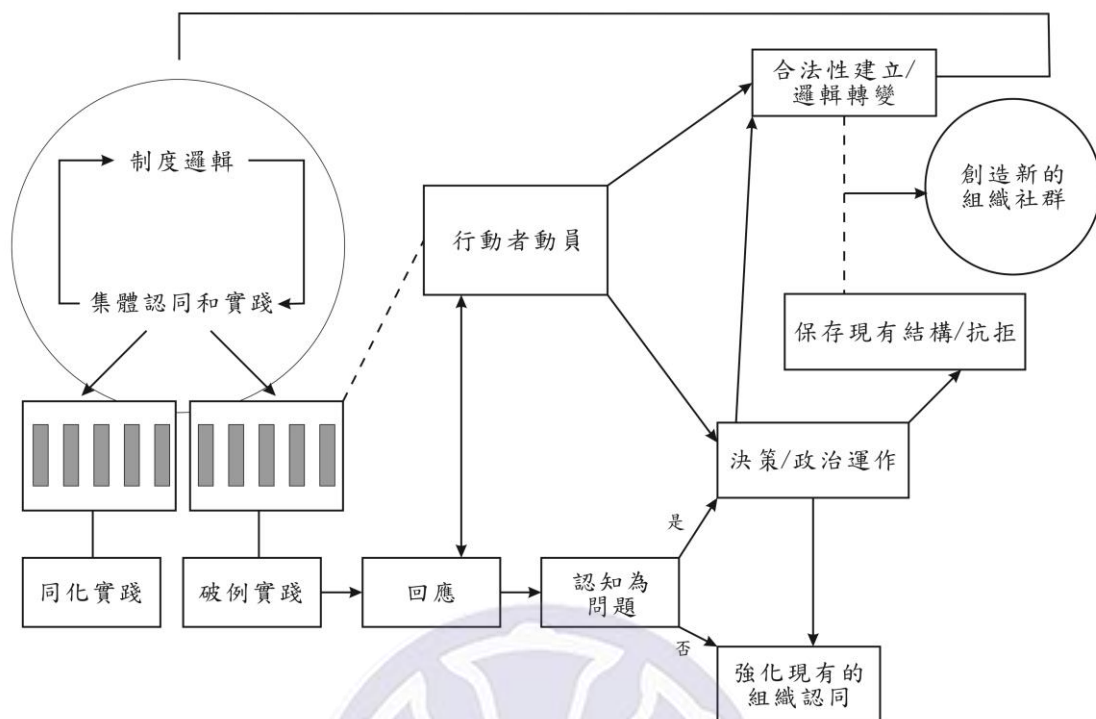 合法性建立/
邏輯轉變
制度邏輯
創造新的
組織社群
行動者動員
集體認同和實踐
保存現有結構/抗拒
決策/政治運作
是
同化實踐
破例實踐
回應
認知為
問題
否
強化現有的
組織認同